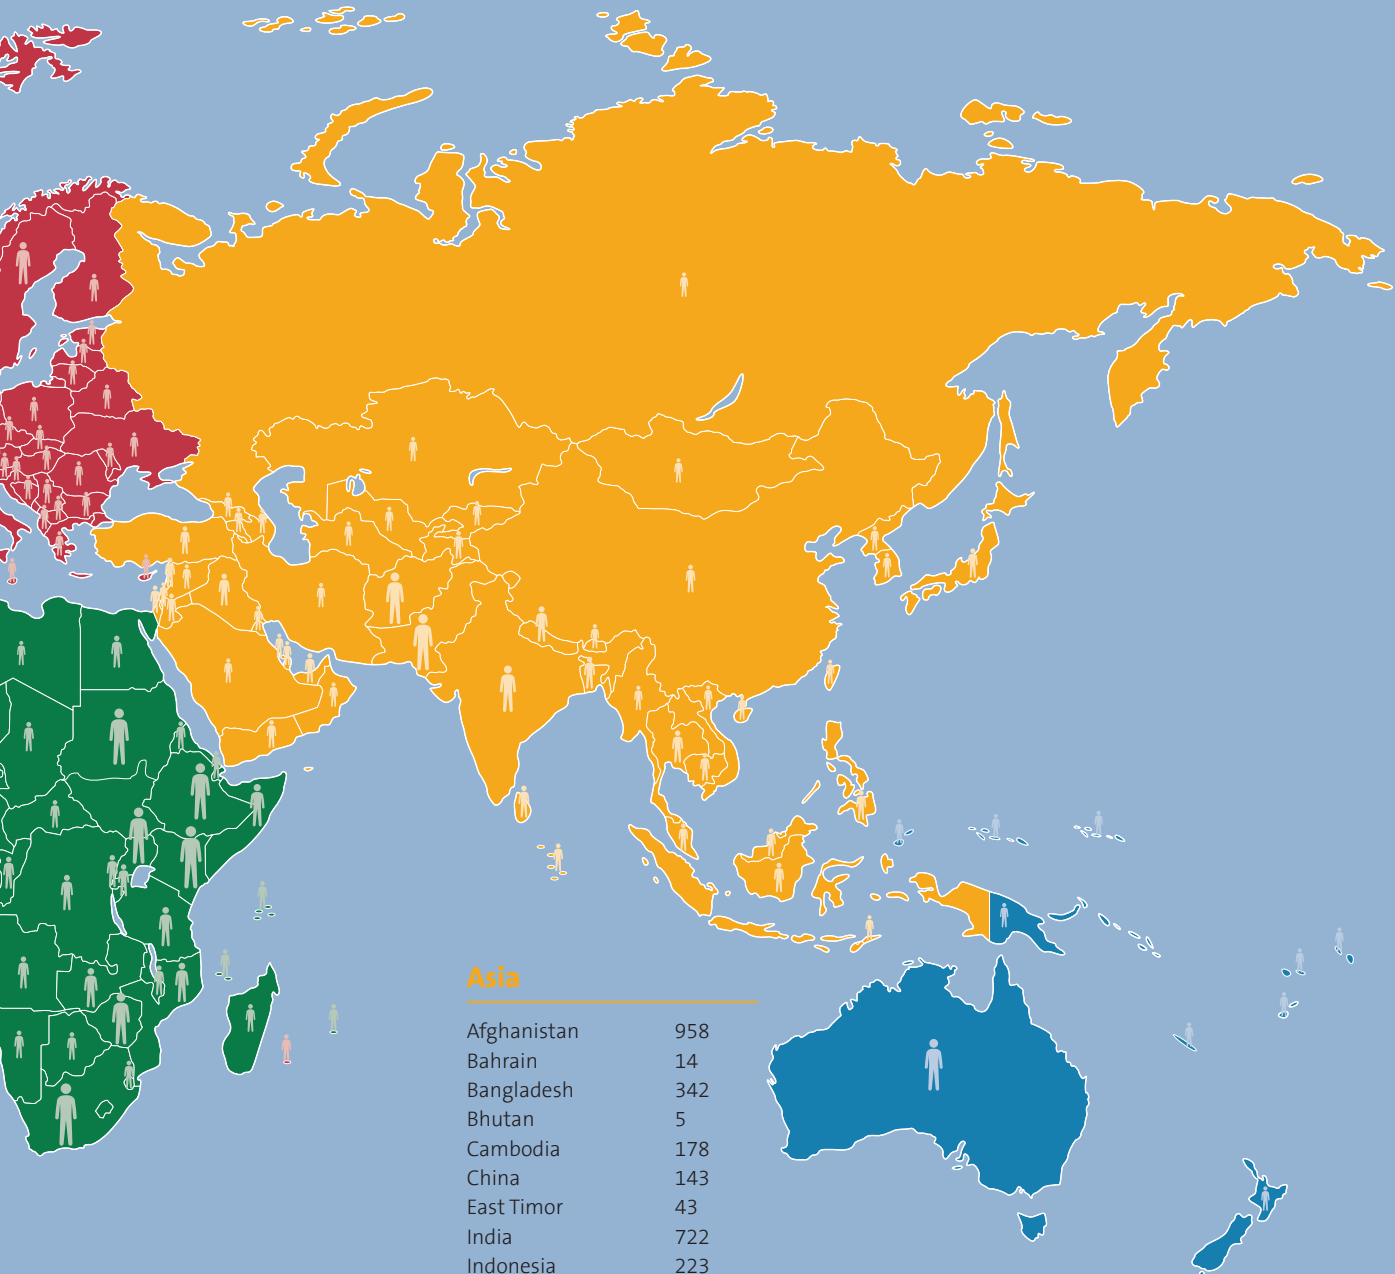 Asia
Afghanistan 958
Bahrain 14
Bangladesh 342
Bhutan 5
Cambodia 178
China 143
East Timor 43
India 722
Indonesia 223